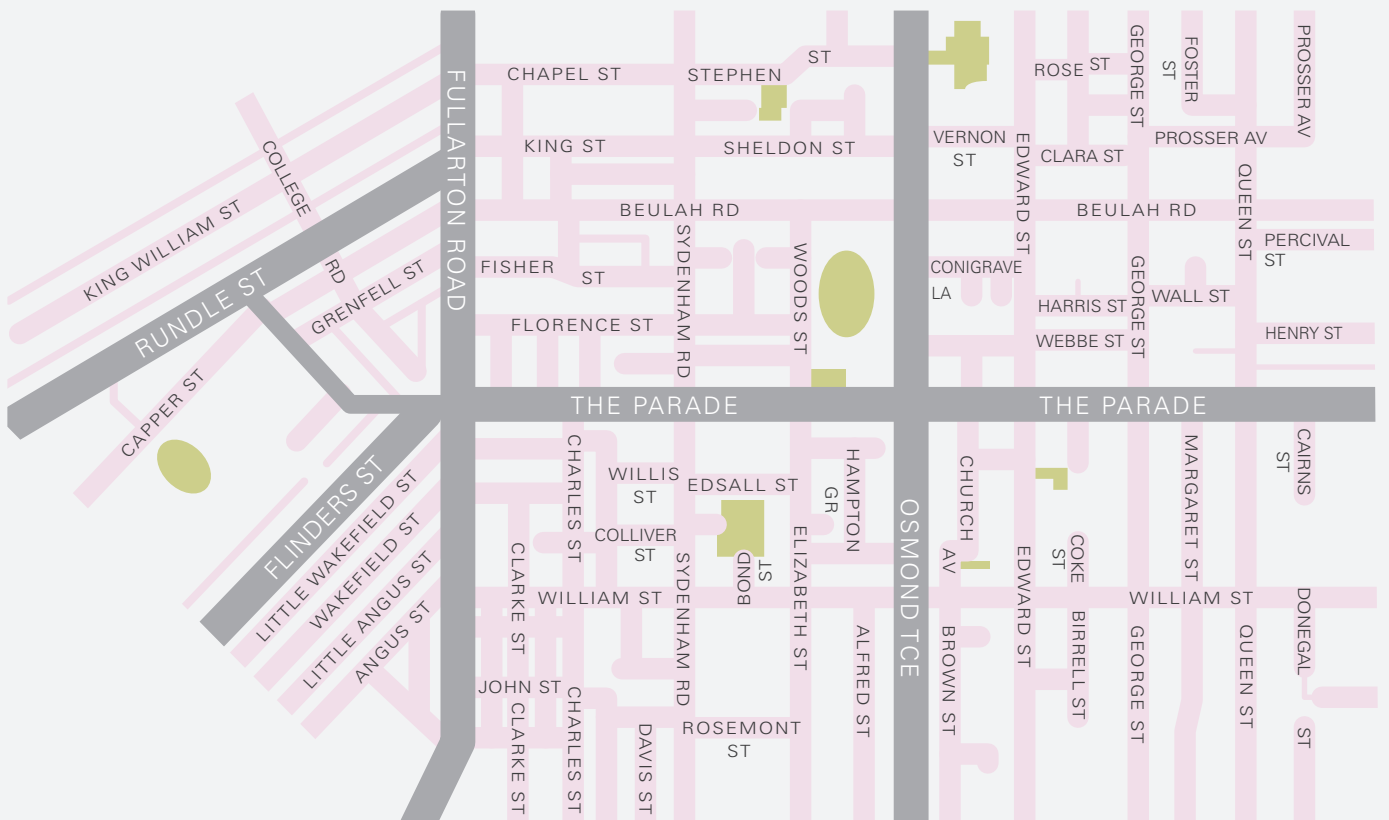 CHAPEL ST
STEPHEN
ST
ROSE ST
GEORGE ST
FOSTER
ST
PROSSER AV
FULLARTON ROAD
COLLEGE
RD
KING ST
SHELDON ST
VERNON
ST
EDWARD ST
CLARA ST
PROSSER AV
KING WILLIAM ST
BEULAH RD
BEULAH RD
QUEEN ST
PERCIVAL
ST
RUNDLE ST
GRENFELL ST
FISHER
ST
SYDENHAM RD
WOODS ST
CONIGRAVE
LA
GEORGE ST
WALL ST
HARRIS ST
FLORENCE ST
WEBBE ST
HENRY ST
CAPPER ST
THE PARADE
THE PARADE
FLINDERS ST
CHARLES ST
WILLIS
ST
EDSALL ST
HAMPTON
GR
CHURCH
AV
MARGARET ST
CAIRNS
ST
LITTLE WAKEFIELD ST
WAKEFIELD ST
LITTLE ANGUS ST
ANGUS ST
CLARKE ST
COLLIVER
ST
SYDENHAM RD
BOND
ST
ELIZABETH ST
OSMOND TCE
EDWARD ST
COKE
ST
WILLIAM ST
WILLIAM ST
DONEGAL
ST
JOHN ST
CLARKE ST
CHARLES ST
DAVIS ST
ROSEMONT
ST
ALFRED ST
BROWN ST
BIRRELL ST
GEORGE ST
QUEEN ST